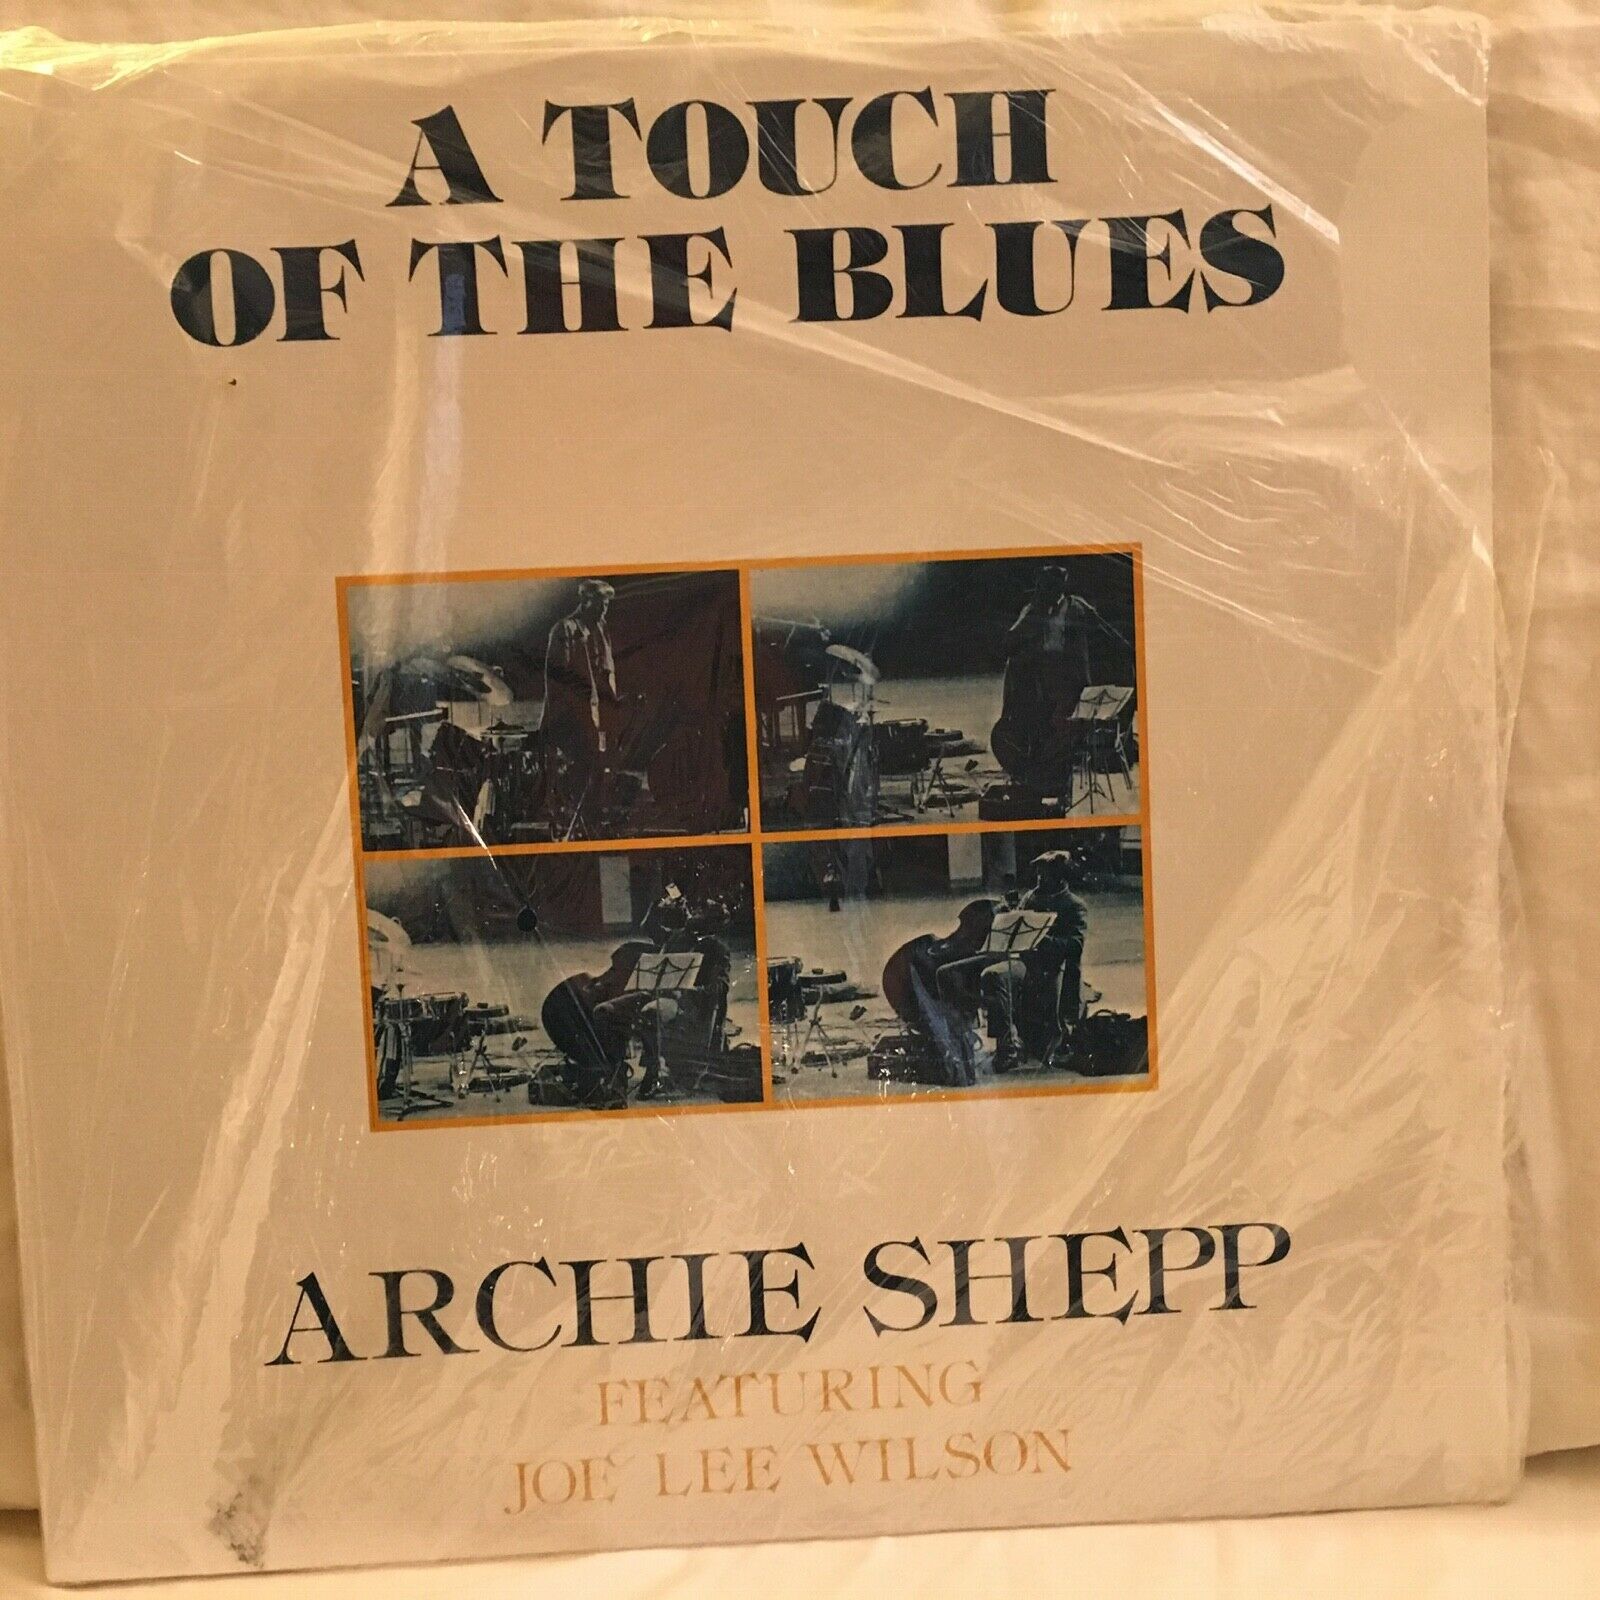 A TOUCH
OF THE BLUES
ARCHIE SHEPP
FEATURING
JOE LEE WILSON